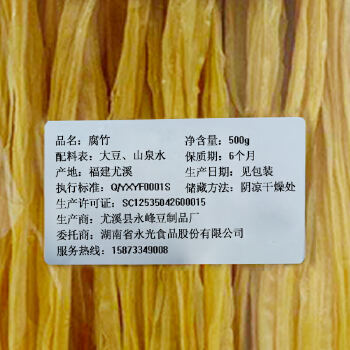 品名：腐竹 净含量：500g
配料表：大豆、山泉水 保质期：6个月
产地：福建尤溪 生产日期：见包装
执行标准：Q/YXYF0001S 储藏方法：阴凉干燥处
生产许可证：SC12535042600015
生产商：尤溪县永峰豆制品厂
委托商：湖南省永光食品股份有限公司
服务热线：15873349008